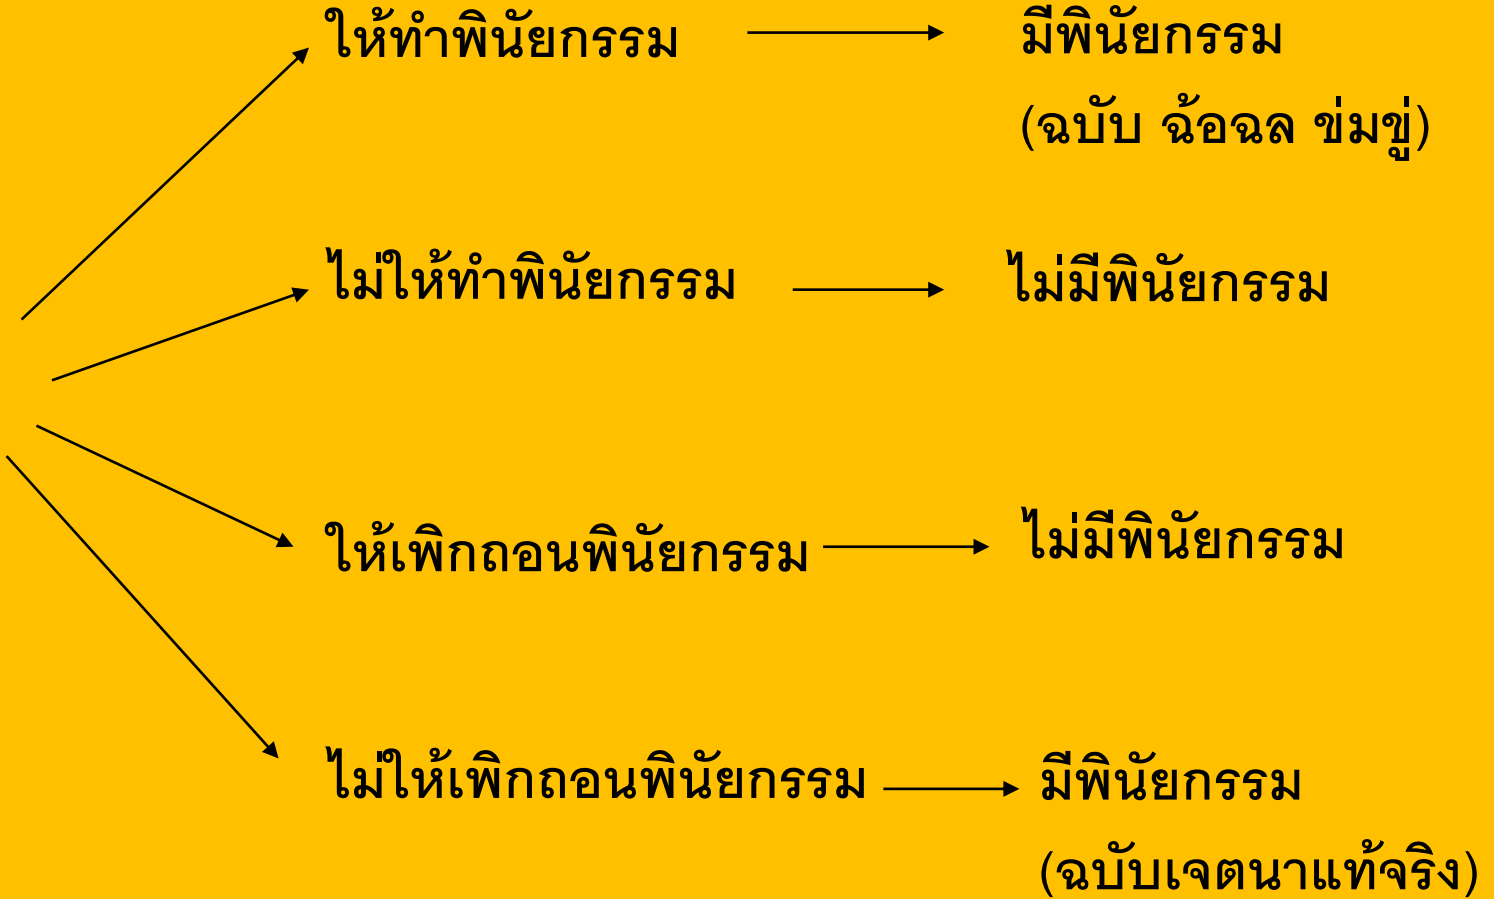 ให้ทำพินัยกรรม
มีพินัยกรรม
(ฉบับ ฉ้อฉล ข่มขู่)
ไม่ให้ทำพินัยกรรม
ไม่มีพินัยกรรม
ให้เพิกถอนพินัยกรรม
ไม่มีพินัยกรรม
ไม่ให้เพิกถอนพินัยกรรม
มีพินัยกรรม
(ฉบับเจตนาแท้จริง)